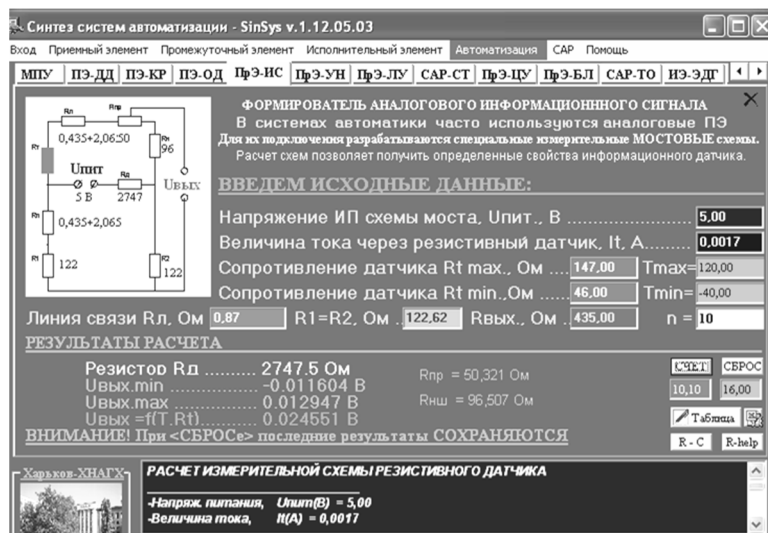 Синтез систем автоматизации - SinSys v.1.12.05.03
Вход Приемный элемент Промежуточный элемент Исполнительный элемент Автоматизация САР Помощь
МПУ ПЭ-ДД ПЭ-КР ПЭ-ОД ПрЭ-ИС ПрЭ-УН ПрЭ-ЛУ САР-СТ ПрЭ-ЦУ ПрЭ-БЛ САР-ТО ИЭ-ЭДГ
ФОРМИРОВАТЕЛЬ АНАЛОГОВОГО ИНФОРМАЦИОНННОГО СИГНАЛА
В системах автоматики часто используются аналоговые ПЭ
Для их подключения разрабатываются специальные измерительные МОСТОВЫЕ схемы.
Расчет схем позволяет получить определенные свойства информационного датчика.
Rл Rпр
0,435+2,06:50
Rт Rн
96
Uпит Rд Uвых
5 В 2747
Rл
0,435+2,065
R1 R2
122 122
ВВЕДЕМ ИСХОДНЫЕ ДАННЫЕ:
Напряжение ИП схемы моста, Uпит., В 5,00
Величина тока через резистивный датчик, It, А 0,0017
Сопротивление датчика Rt max., Ом 147,00 Tmax= 120,00
Сопротивление датчика Rt min.,Ом 46,00 Tmin= -40,00
Линия связи Rл, Ом 0,87 R1=R2, Ом 122,62 Rвых., Ом 435,00 n = 10
РЕЗУЛЬТАТЫ РАСЧЕТА
Резистор Rд ......... 2747.5 Ом
Uвых.min -0.011604 В
Uвых.max 0.012947 В
Uвых =f(T.Rt) 0.024551 В
Rпр = 50,321 Ом
Rнш = 96,507 Ом
СЧЕТ СБРОС
10,10 16,00
Таблица
R - C R-help
ВНИМАНИЕ! При <СБРОСе> последние результаты СОХРАНЯЮТСЯ
Харьков-ХНАГХ
РАСЧЕТ ИЗМЕРИТЕЛЬНОЙ СХЕМЫ РЕЗИСТИВНОГО ДАТЧИКА
-Напряж. питания, Uпит(В) = 5,00
-Величина тока, It(A) = 0,0017